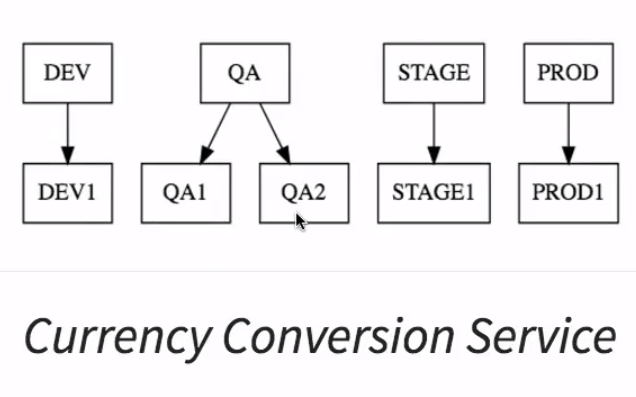 DEV QA STAGE PROD
DEV1 QA1 QA2 STAGE1 PROD1
Currency Conversion Service